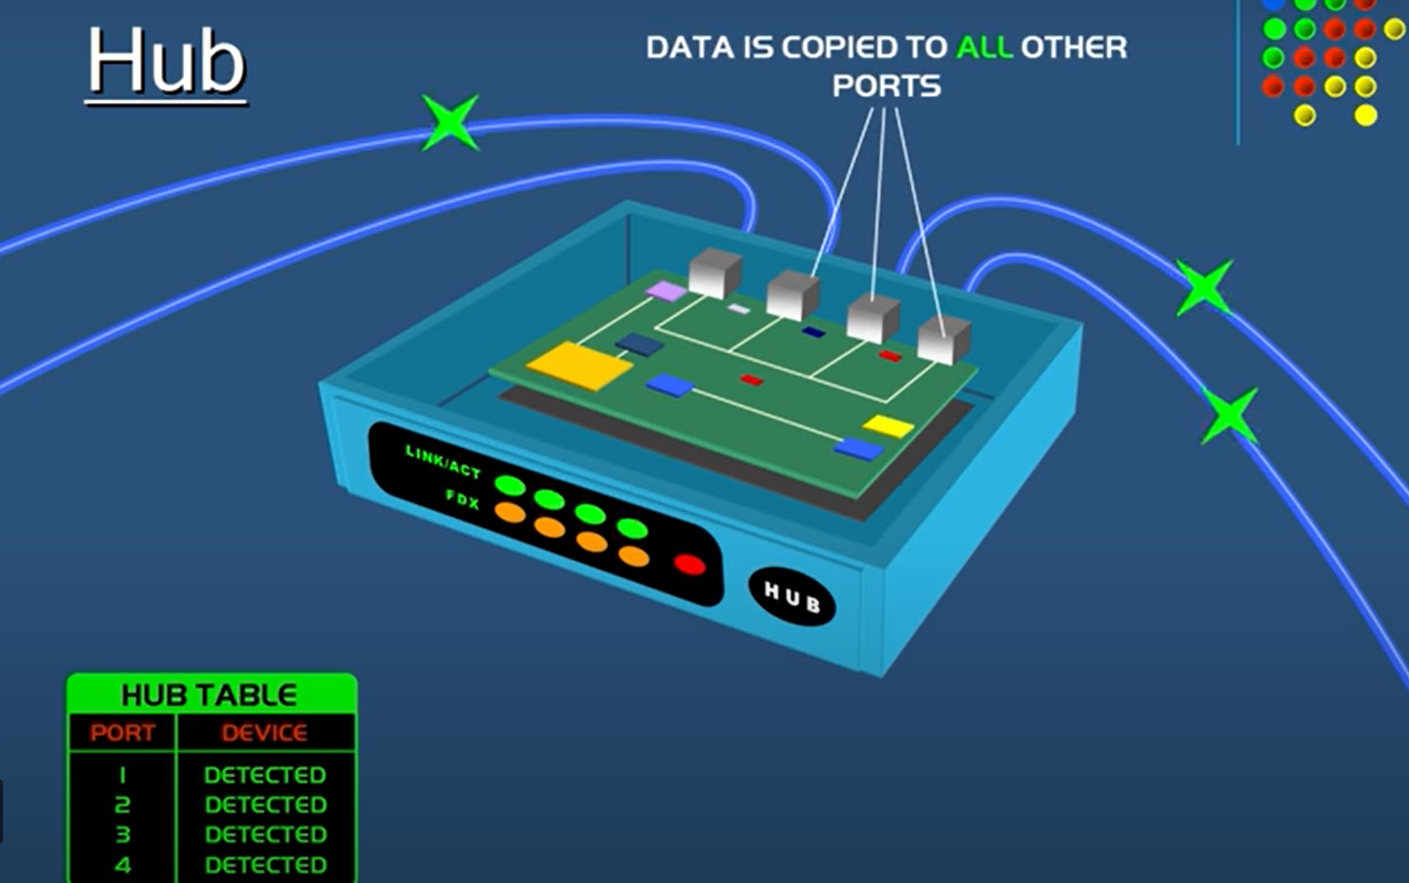 Hub
DATA IS COPIED TO ALL OTHER
PORTS
LINK/ACT
FDX
HUB
HUB TABLE
PORT DEVICE
1 DETECTED
2 DETECTED
3 DETECTED
4 DETECTED